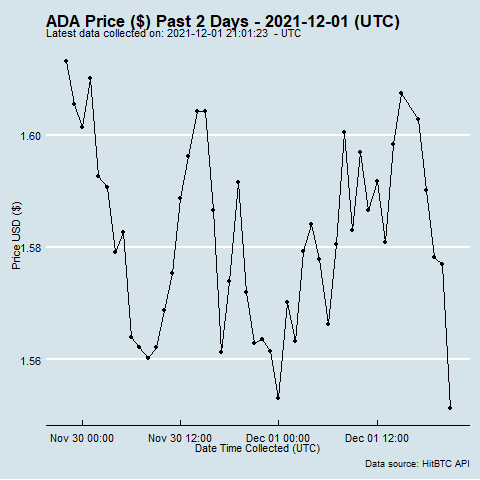 ADA Price ($) Past 2 Days - 2021-12-01 (UTC)
Latest data collected on: 2021-12-01 21:01:23 - UTC
Price USD ($)
1.60
1.58
1.56
Nov 30 00:00 Nov 30 12:00 Dec 01 00:00 Dec 01 12:00
Date Time Collected (UTC)
Data source: HitBTC API